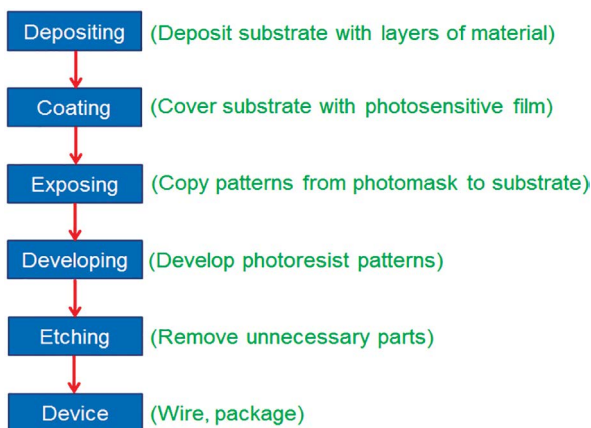 Depositing (Deposit substrate with layers of material)
Coating (Cover substrate with photosensitive film)
Exposing (Copy patterns from photomask to substrate)
Developing (Develop photoresist patterns)
Etching (Remove unnecessary parts)
Device (Wire, package)